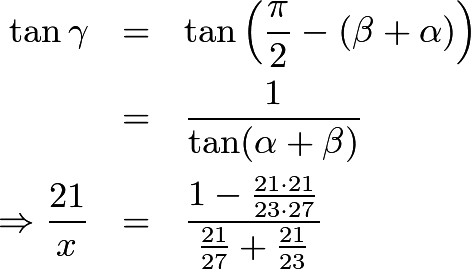 tan γ = tan (π/2 − (β + α))
= 1/tan(α + β)
⇒ 21/x = (1 − (21·21)/(23·27))/(21/27 + 21/23)